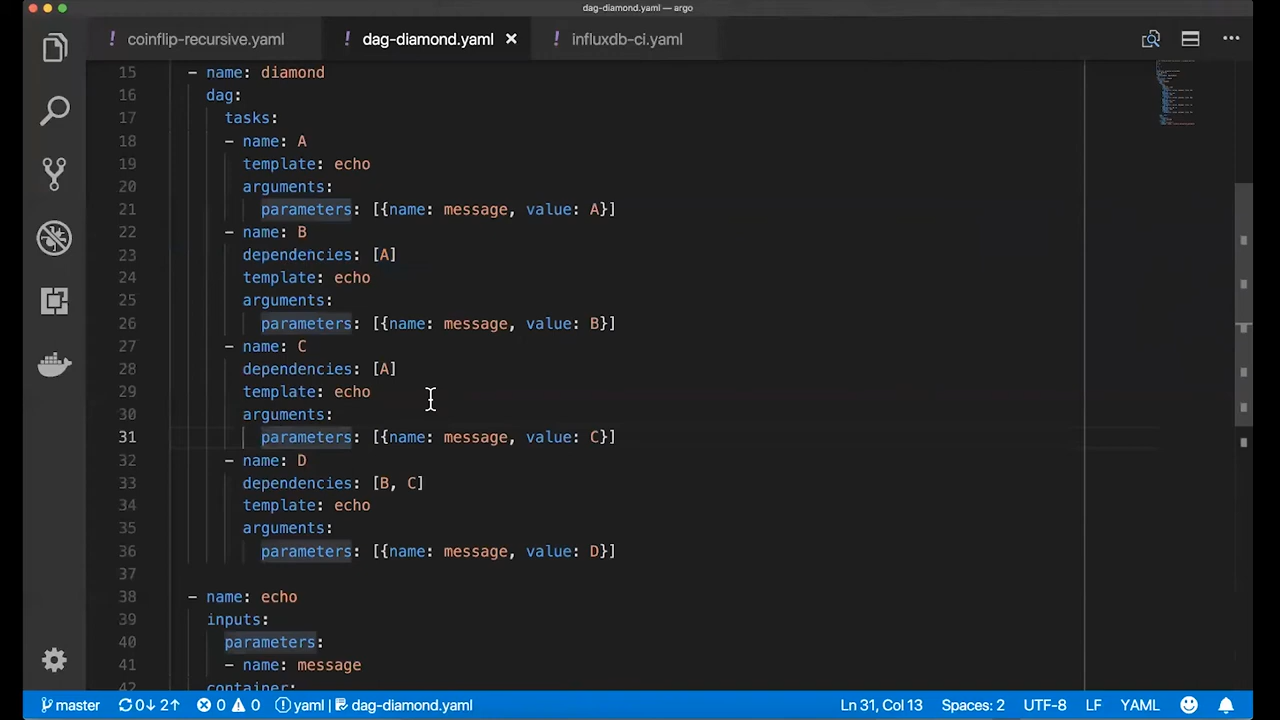 dag-diamond.yaml — argo
! coinflip-recursive.yaml
! dag-diamond.yaml ×
! influxdb-ci.yaml
15 - name: diamond
16 dag:
17 tasks:
18 - name: A
19 template: echo
20 arguments:
21 parameters: [{name: message, value: A}]
22 - name: B
23 dependencies: [A]
24 template: echo
25 arguments:
26 parameters: [{name: message, value: B}]
27 - name: C
28 dependencies: [A]
29 template: echo
30 arguments:
31 parameters: [{name: message, value: C}]
32 - name: D
33 dependencies: [B, C]
34 template: echo
35 arguments:
36 parameters: [{name: message, value: D}]
37
38 - name: echo
39 inputs:
40 parameters:
41 - name: message
42 container:
master 0↓ 2↑ 0 0 yaml | dag-diamond.yaml Ln 31, Col 13 Spaces: 2 UTF-8 LF YAML